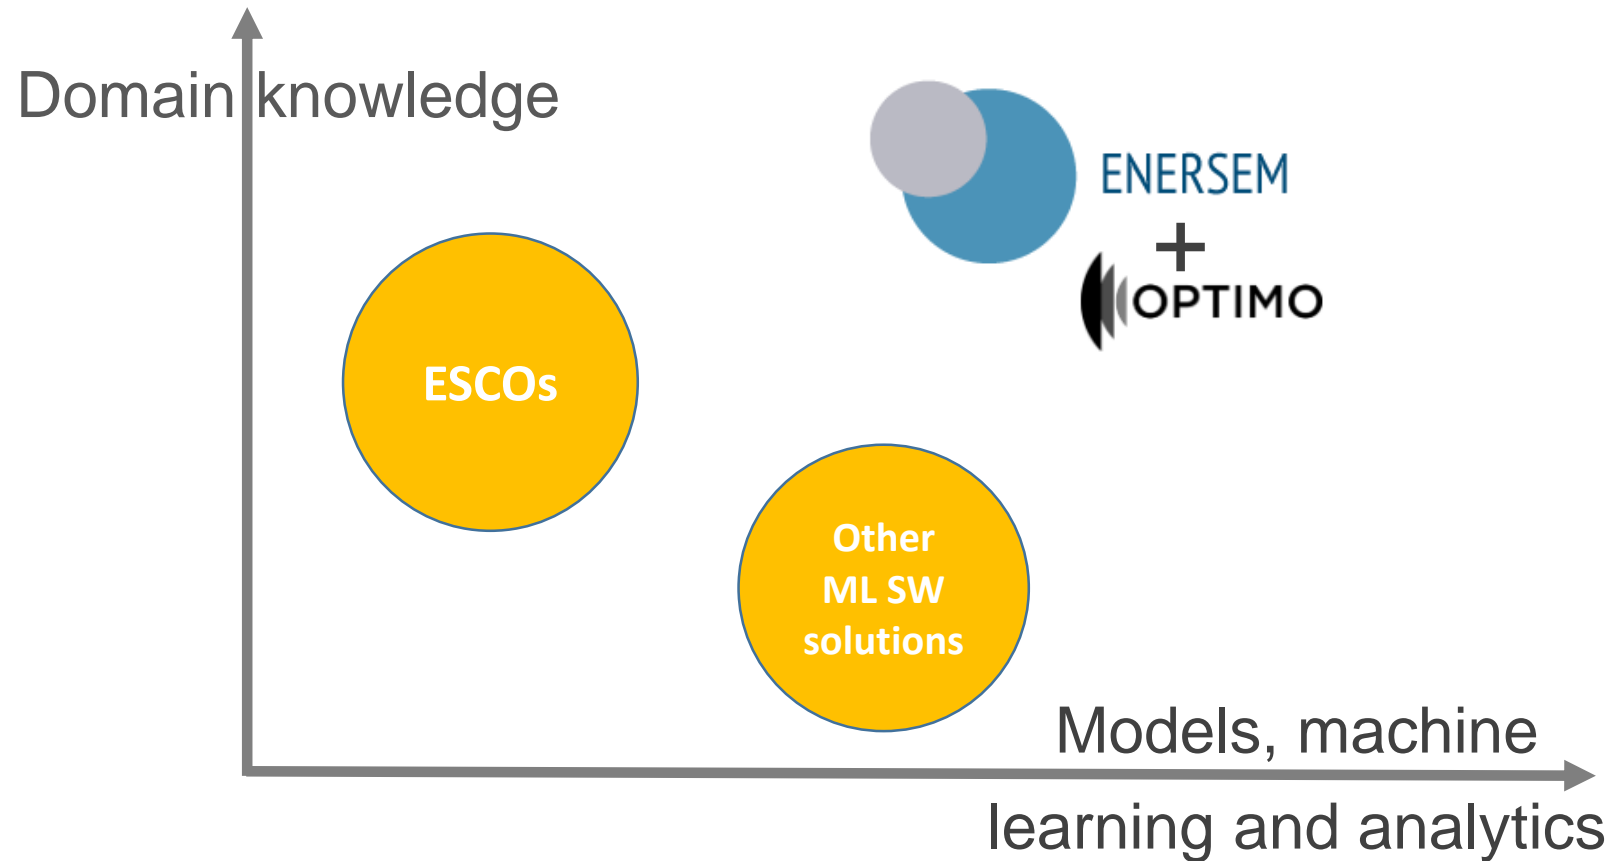 Domain knowledge
ENERSEM
+
OPTIMO
ESCOs
Other
ML SW
solutions
Models, machine
learning and analytics